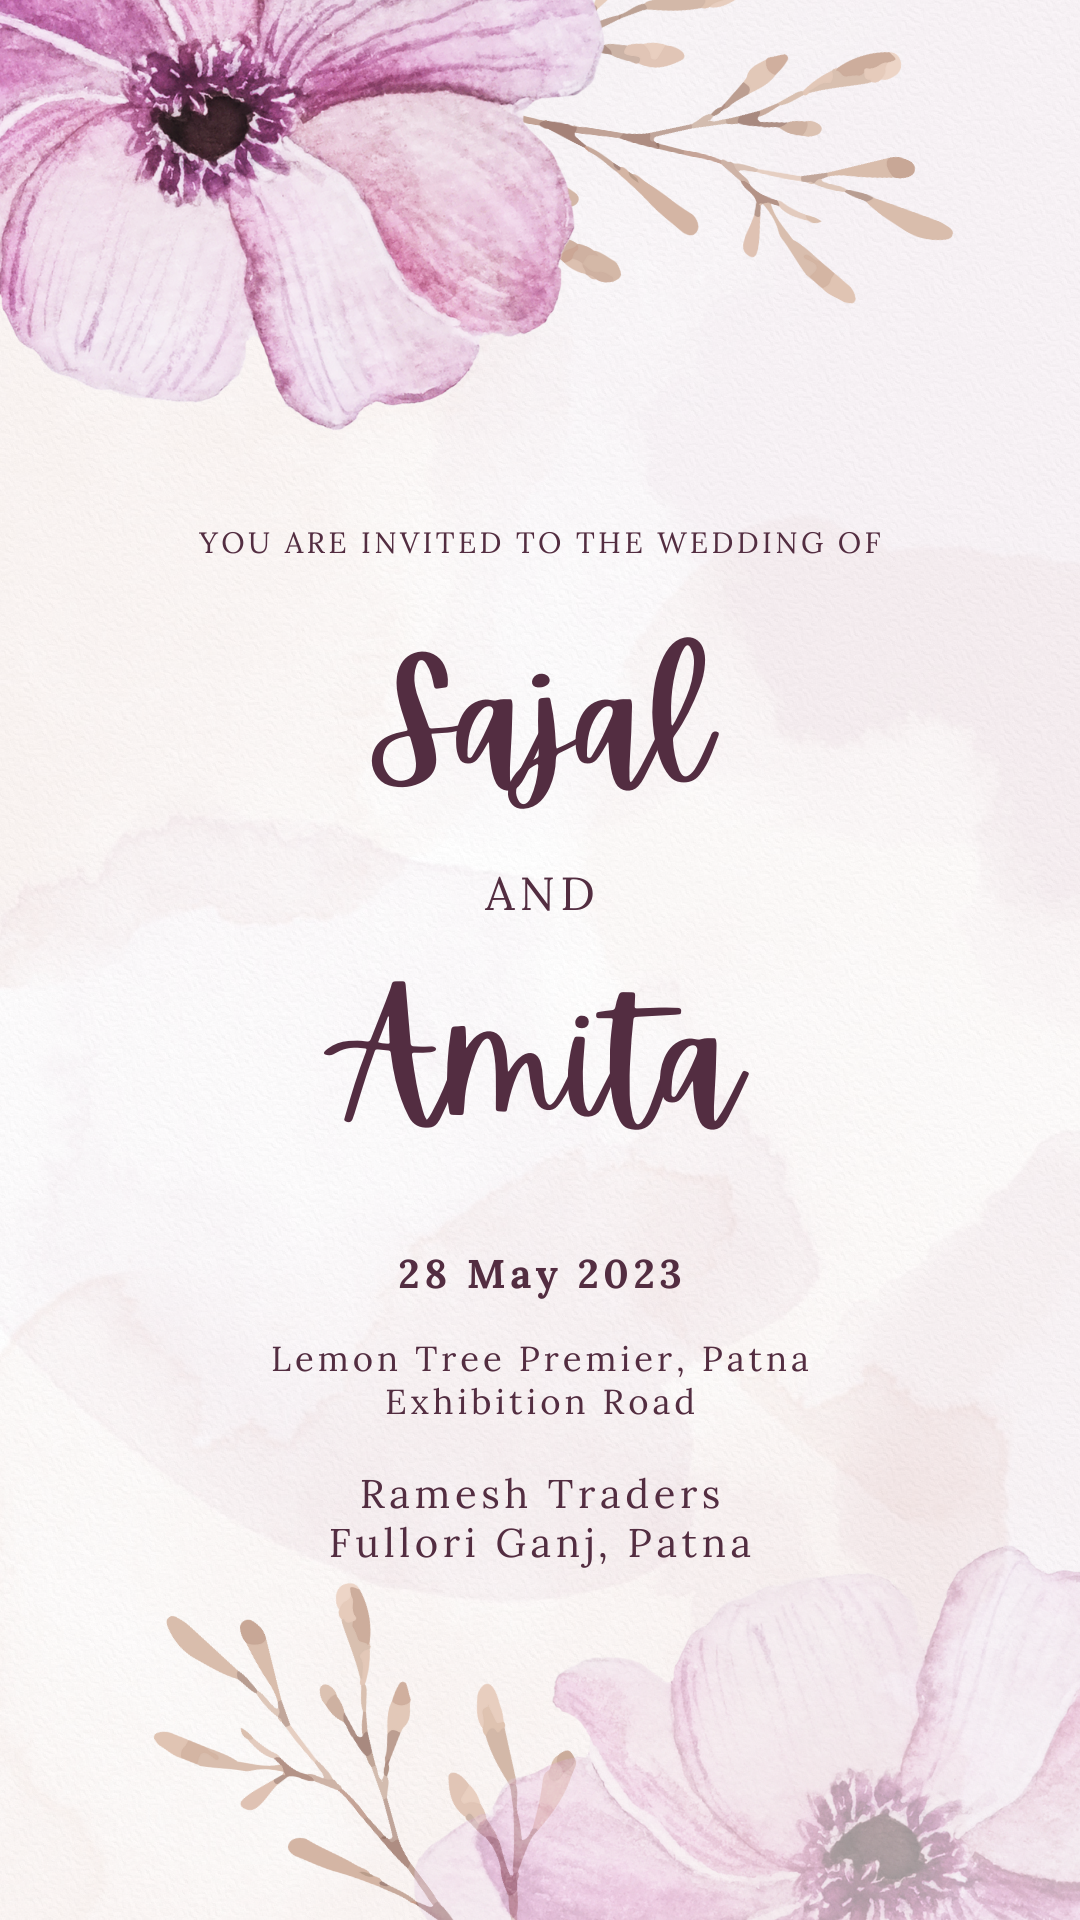 YOU ARE INVITED TO THE WEDDING OF
Sajal
AND
Amita
28 May 2023
Lemon Tree Premier, Patna
Exhibition Road
Ramesh Traders
Fullori Ganj, Patna